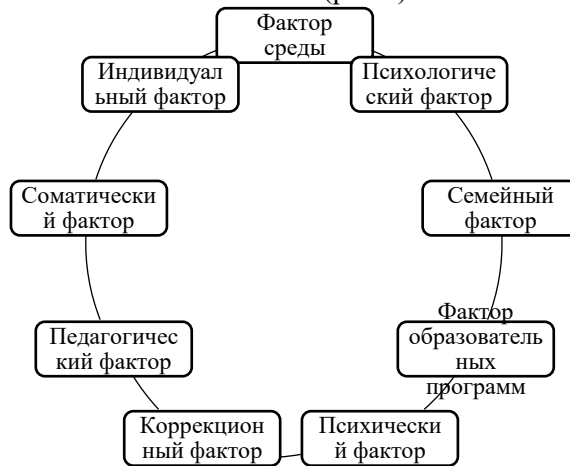 Фактор
среды
Психологиче
ский фактор
Семейный
фактор
Фактор
образователь
ных
программ
Психически
й фактор
Коррекцион
ный фактор
Педагогичес
кий фактор
Соматически
й фактор
Индивидуал
ьный фактор